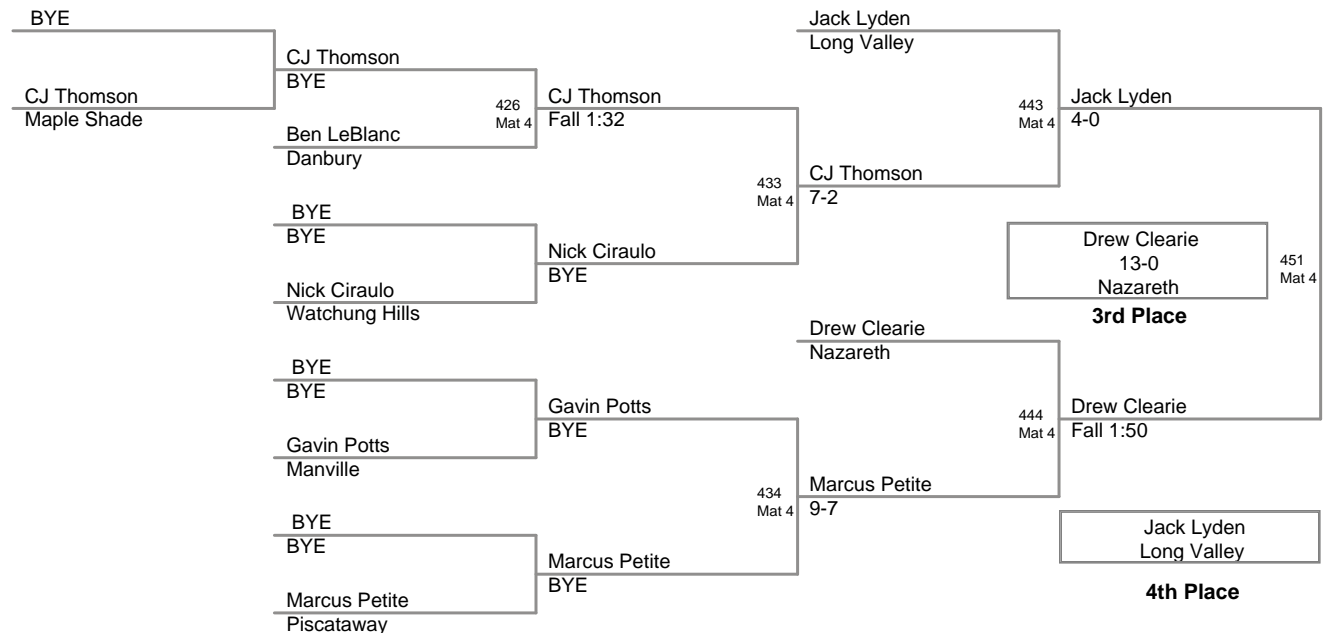 BYE
CJ Thomson
Maple Shade
CJ Thomson
BYE
Ben LeBlanc
Danbury
BYE
BYE
Nick Ciraulo
Watchung Hills
BYE
BYE
Gavin Potts
Manville
BYE
BYE
Marcus Petite
Piscataway
426
Mat 4
CJ Thomson
Fall 1:32
Nick Ciraulo
BYE
Gavin Potts
BYE
Marcus Petite
BYE
433
Mat 4
434
Mat 4
Jack Lyden
Long Valley
CJ Thomson
7-2
Drew Clearie
Nazareth
Marcus Petite
9-7
443
Mat 4
444
Mat 4
Jack Lyden
4-0
Drew Clearie
Fall 1:50
451
Mat 4
Drew Clearie
13-0
Nazareth
3rd Place
Jack Lyden
Long Valley
4th Place